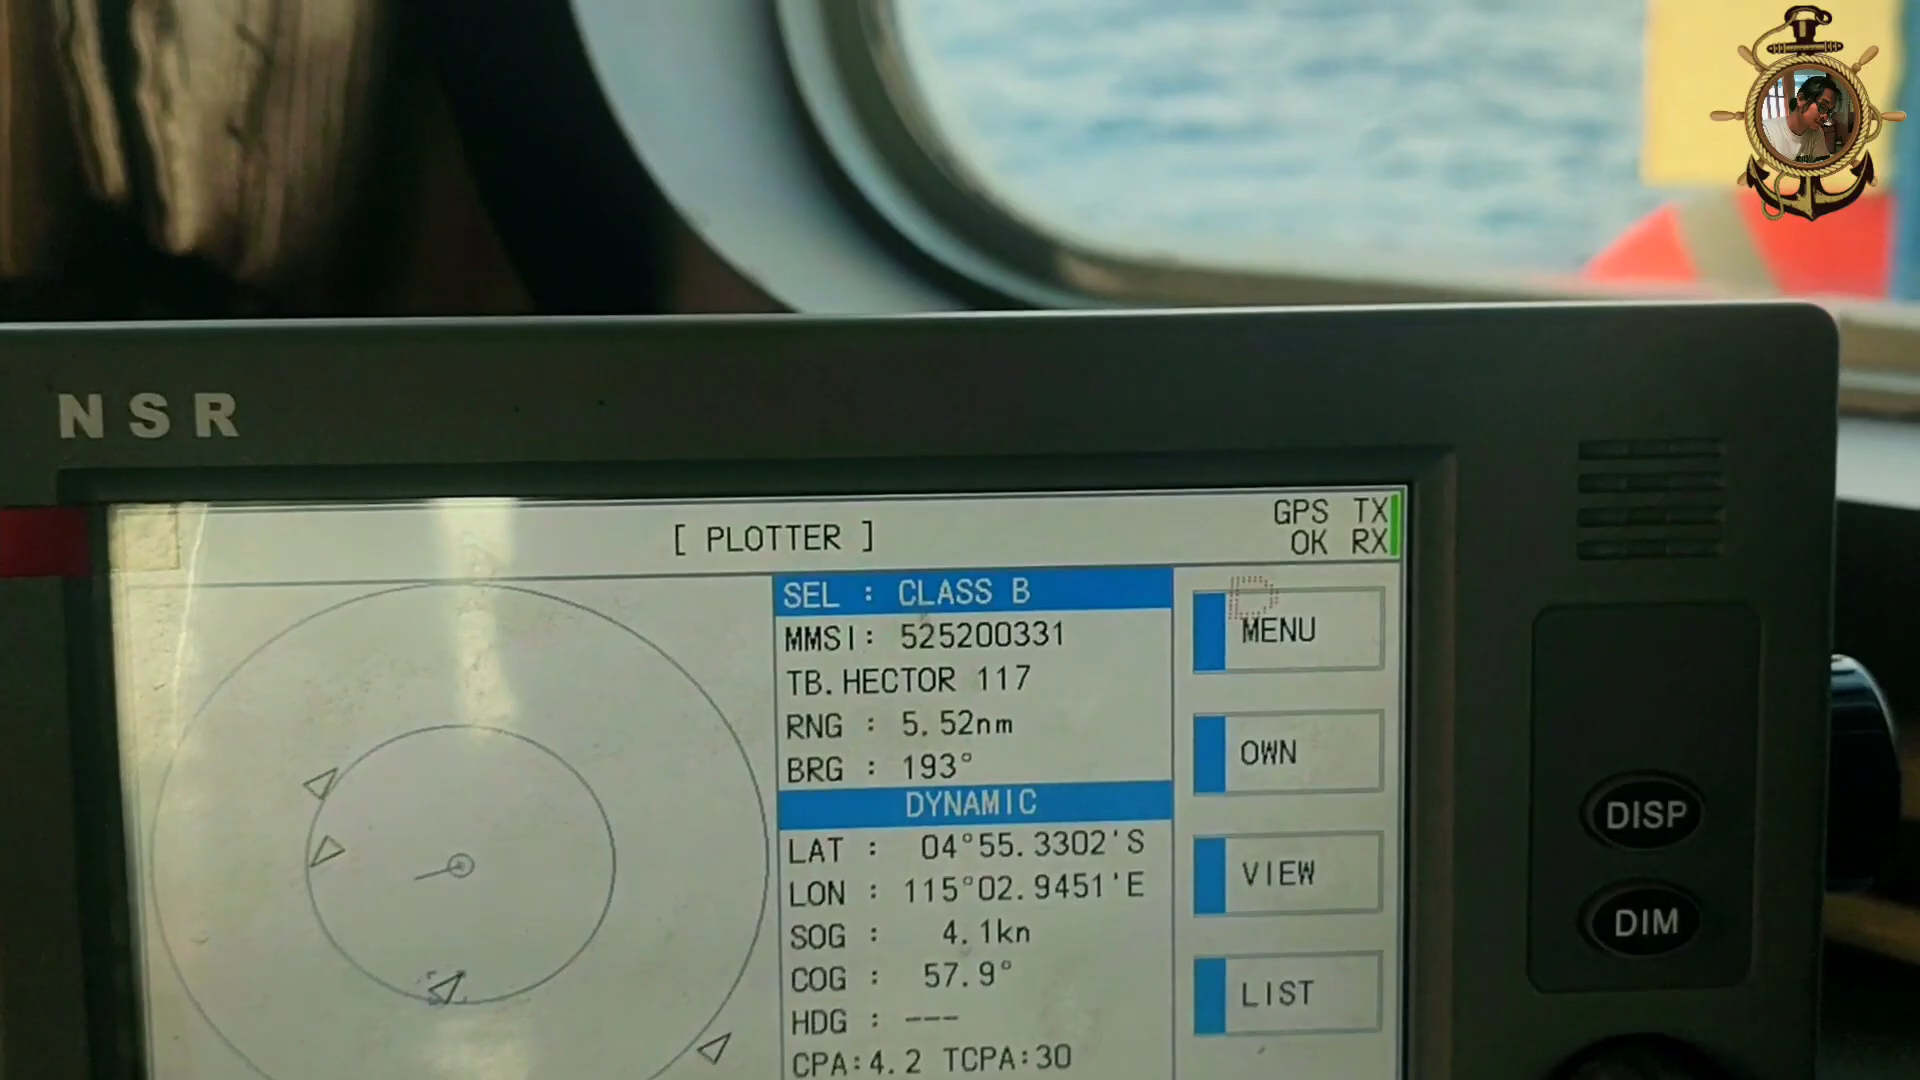 NSR
[ PLOTTER ]
GPS TX
OK RX
SEL : CLASS B
MMSI: 525200331
TB. HECTOR 117
RNG : 5.52nm
BRG : 193°
DYNAMIC
LAT : 04°55.3302'S
LON : 115°02.9451'E
SOG : 4.1kn
COG : 57.9°
HDG : ---
CPA:4.2 TCPA:30
MENU
OWN
VIEW
LIST
DISP
DIM